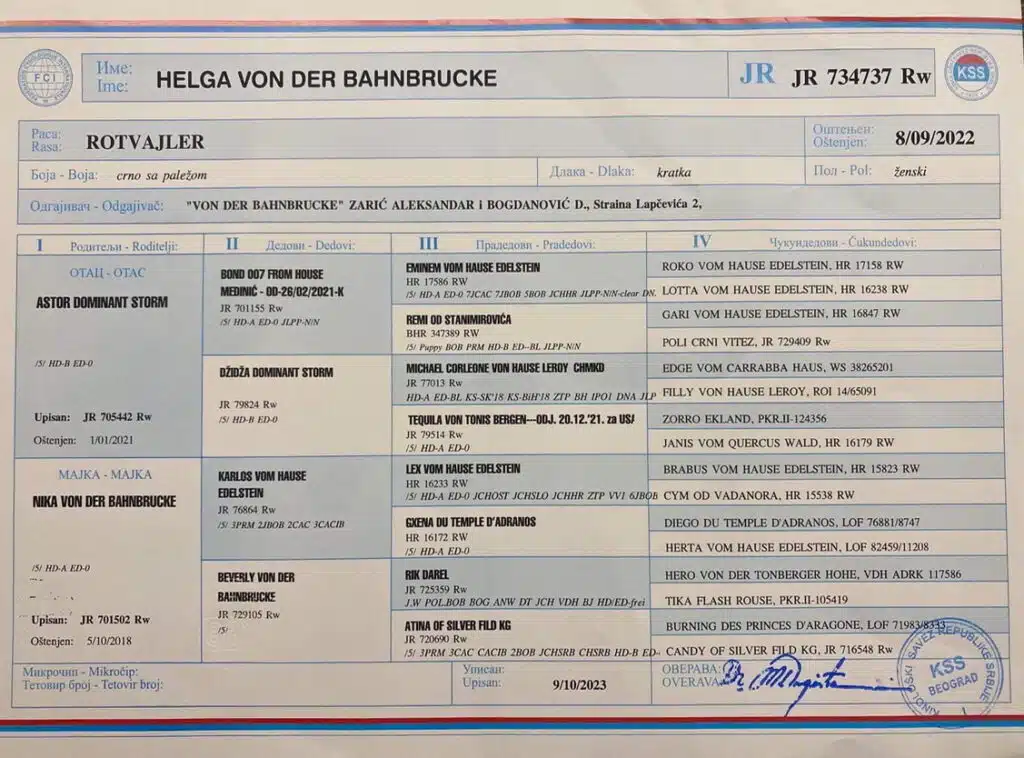 FCI
Име:
Ime:
HELGA VON DER BAHNBRUCKE
JR
JR 734737 Rw
KSS
Раса:
Rasa:
ROTVAJLER
Оштењен:
Oštenjen:
8/09/2022
Боја - Boja: crno sa paležom
Длака - Dlaka: kratka
Пол - Pol: ženski
Одгајивач - Odgajivač: "VON DER BAHNBRUCKE" ZARIĆ ALEKSANDAR i BOGDANOVIĆ D., Straina Lapčevića 2,
I Родитељи - Roditelji:
II Дедови - Dedovi:
III Прадедови - Pradedovi:
IV Чукундедови - Čukundedovi:
ОТАЦ - OTAC
ASTOR DOMINANT STORM
/5/ HD-B ED-0
Upisan: JR 705442 Rw
Oštenjen: 1/01/2021
МАЈКА - MAJKA
NIKA VON DER BAHNBRUCKE
/5/ HD-A ED-0
Upisan: JR 701502 Rw
Oštenjen: 5/10/2018
BOND 007 FROM HOUSE
MEDINIĆ - OD-26/02/2021-K
JR 701155 Rw
/5/ HD-A ED-0 JLPP-N/N
DŽIDŽA DOMINANT STORM
JR 79824 Rw
/5/ HD-B ED-0
KARLOS VOM HAUSE
EDELSTEIN
JR 76864 Rw
/5/ 3PRM 2JBOB 2CAC 3CACIB
BEVERLY VON DER
BAHNBRUCKE
JR 729105 Rw
/5/
EMINEM VOM HAUSE EDELSTEIN
HR 17586 RW
/5/ HD-A ED-0 7JCAC 7JBOB 5BOB JCHHR JLPP-N/N-clear DN.
REMI OD STANIMIROVIĆA
BHR 347389 RW
/5/ Puppy BOB PRM HD-B ED--BL JLPP-N/N
MICHAEL CORLEONE VON HAUSE LEROY CHMKD
JR 77013 Rw
HD-A ED-BL KS-SK'18 KS-BiH'18 ZTP BH IPO1 DNA JLP
TEQUILA VON TONIS BERGEN---ODJ. 20.12.'21. za USA
JR 79514 Rw
/5/ HD-A ED-0
LEX VOM HAUSE EDELSTEIN
HR 16233 RW
/5/ HD-A ED-0 JCHOST JCHSLO JCHHR ZTP VV1 6JBOB
GXENA DU TEMPLE D'ADRANOS
HR 16172 RW
/5/ HD-A ED-0
RIK DAREL
JR 725359 Rw
J.W POL.BOB BOG ANW DT JCH VDH BJ HD/ED-frei
ATINA OF SILVER FILD KG
JR 720690 Rw
/5/ 3PRM 3CAC CACIB 2BOB JCHSRB CHSRB HD-B ED-
ROKO VOM HAUSE EDELSTEIN, HR 17158 RW
LOTTA VOM HAUSE EDELSTEIN, HR 16238 RW
GARI VOM HAUSE EDELSTEIN, HR 16847 RW
POLI CRNI VITEZ, JR 729409 Rw
EDGE VOM CARRABBA HAUS, WS 38265201
FILLY VON HAUSE LEROY, ROI 14/65091
ZORRO EKLAND, PKR.II-124356
JANIS VOM QUERCUS WALD, HR 16179 RW
BRABUS VOM HAUSE EDELSTEIN, HR 15823 RW
CYM OD VADANORA, HR 15538 RW
DIEGO DU TEMPLE D'ADRANOS, LOF 76881/8747
HERTA VOM HAUSE EDELSTEIN, LOF 82459/11208
HERO VON DER TONBERGER HOHE, VDH ADRK 117586
TIKA FLASH ROUSE, PKR.II-105419
BURNING DES PRINCES D'ARAGONE, LOF 71983/8333
CANDY OF SILVER FILD KG, JR 716548 Rw
Микрочип - Mikročip:
Татовир број - Tetovir broj:
Уписан:
Upisan:
9/10/2023
ОВЕРАВА:
OVERAVA:
KINOLOŠKI SAVEZ REPUBLIKE SRBIJE
KSS
BEOGRAD